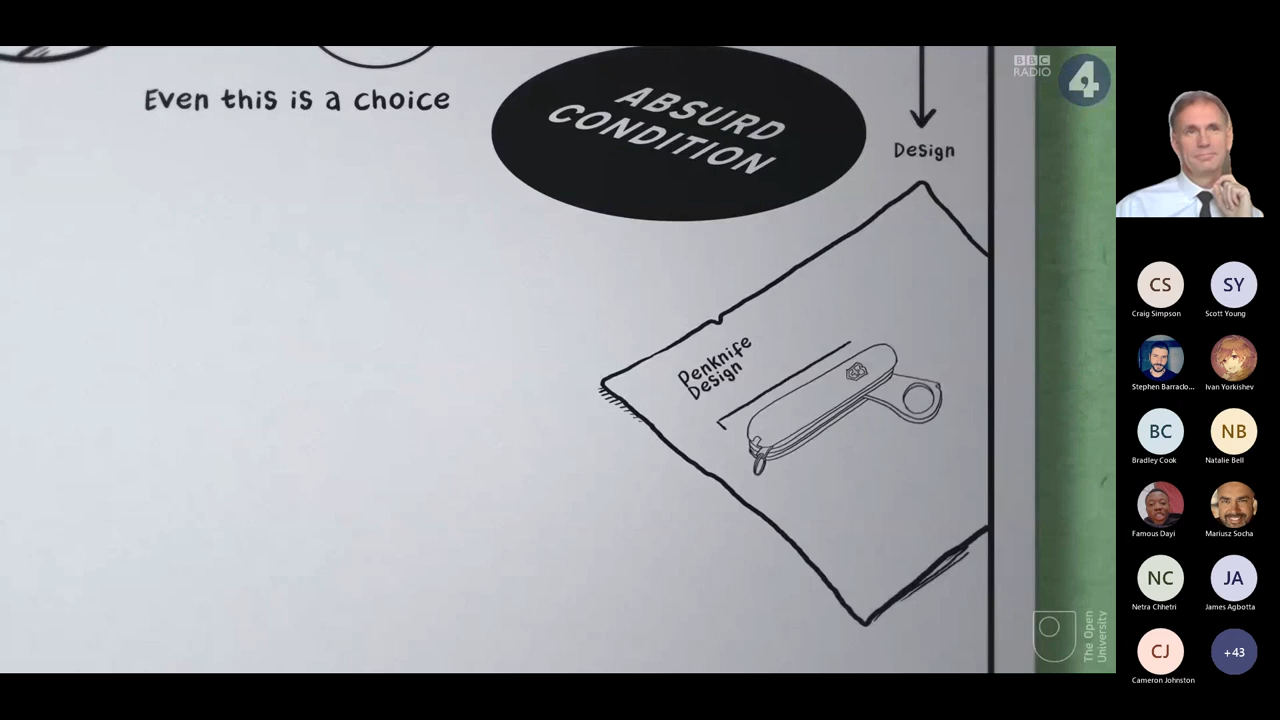 Even this is a choice
ABSURD
CONDITION
Design
Penknife
Design
BBC
RADIO
4
The Open
University
CS
Craig Simpson
SY
Scott Young
Stephen Barraclo...
Ivan Yorkishev
BC
Bradley Cook
NB
Natalie Bell
Famous Dayi
Mariusz Socha
NC
Netra Chhetri
JA
James Agbotta
CJ
Cameron Johnston
+43